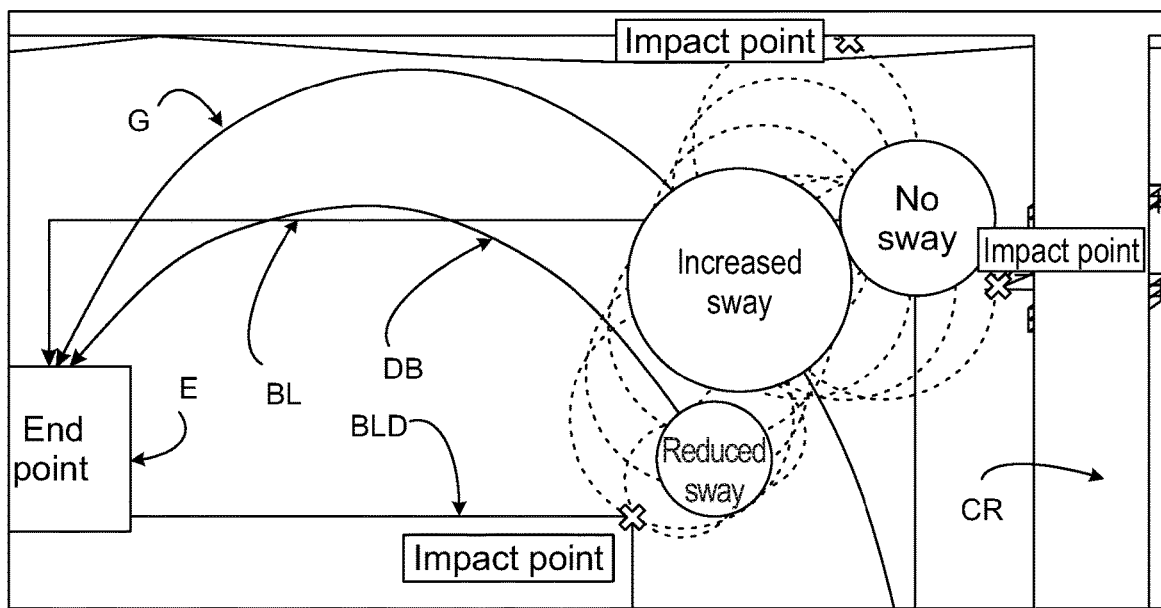 Impact point
G
No
sway
Increased
sway
Impact point
DB
E
BL
BLD
End
point
Reduced
sway
CR
Impact point